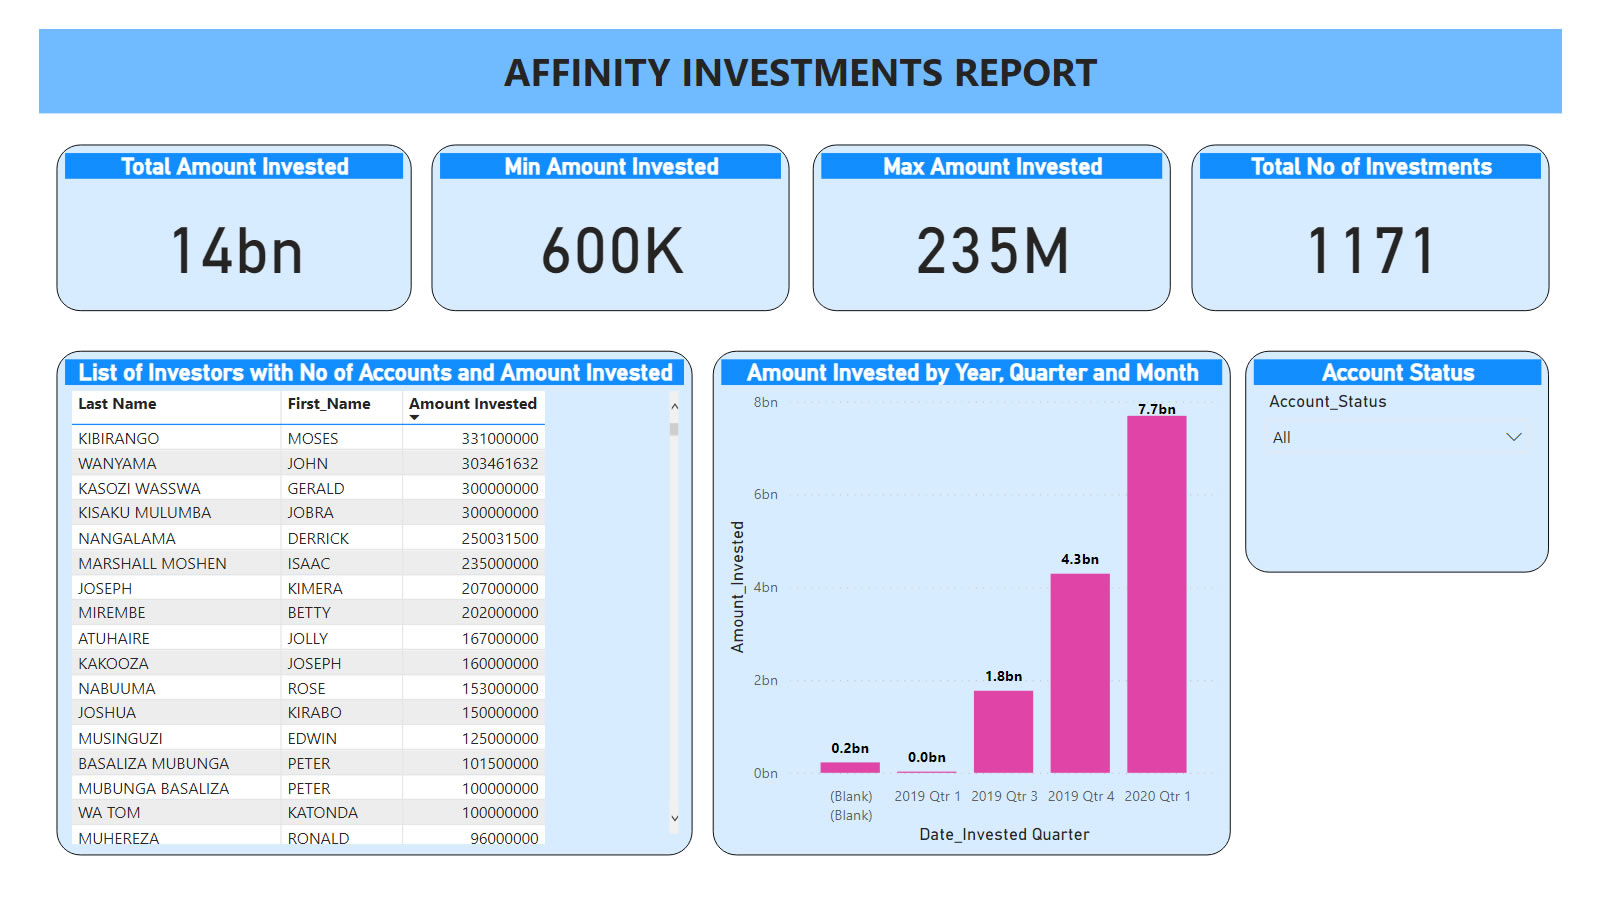 AFFINITY INVESTMENTS REPORT
Total Amount Invested
14bn
Min Amount Invested
600K
Max Amount Invested
235M
Total No of Investments
1171
List of Investors with No of Accounts and Amount Invested
Last Name First_Name Amount Invested
KIBIRANGO MOSES 331000000
WANYAMA JOHN 303461632
KASOZI WASSWA GERALD 300000000
KISAKU MULUMBA JOBRA 300000000
NANGALAMA DERRICK 250031500
MARSHALL MOSHEN ISAAC 235000000
JOSEPH KIMERA 207000000
MIREMBE BETTY 202000000
ATUHAIRE JOLLY 167000000
KAKOOZA JOSEPH 160000000
NABUUMA ROSE 153000000
JOSHUA KIRABO 150000000
MUSINGUZI EDWIN 125000000
BASALIZA MUBUNGA PETER 101500000
MUBUNGA BASALIZA PETER 100000000
WA TOM KATONDA 100000000
MUHEREZA RONALD 96000000
Amount Invested by Year, Quarter and Month
Amount_Invested
8bn
6bn
4bn
2bn
0bn
0.2bn
0.0bn
1.8bn
4.3bn
7.7bn
(Blank) 2019 Qtr 1 2019 Qtr 3 2019 Qtr 4 2020 Qtr 1
(Blank)
Date_Invested Quarter
Account Status
Account_Status
All